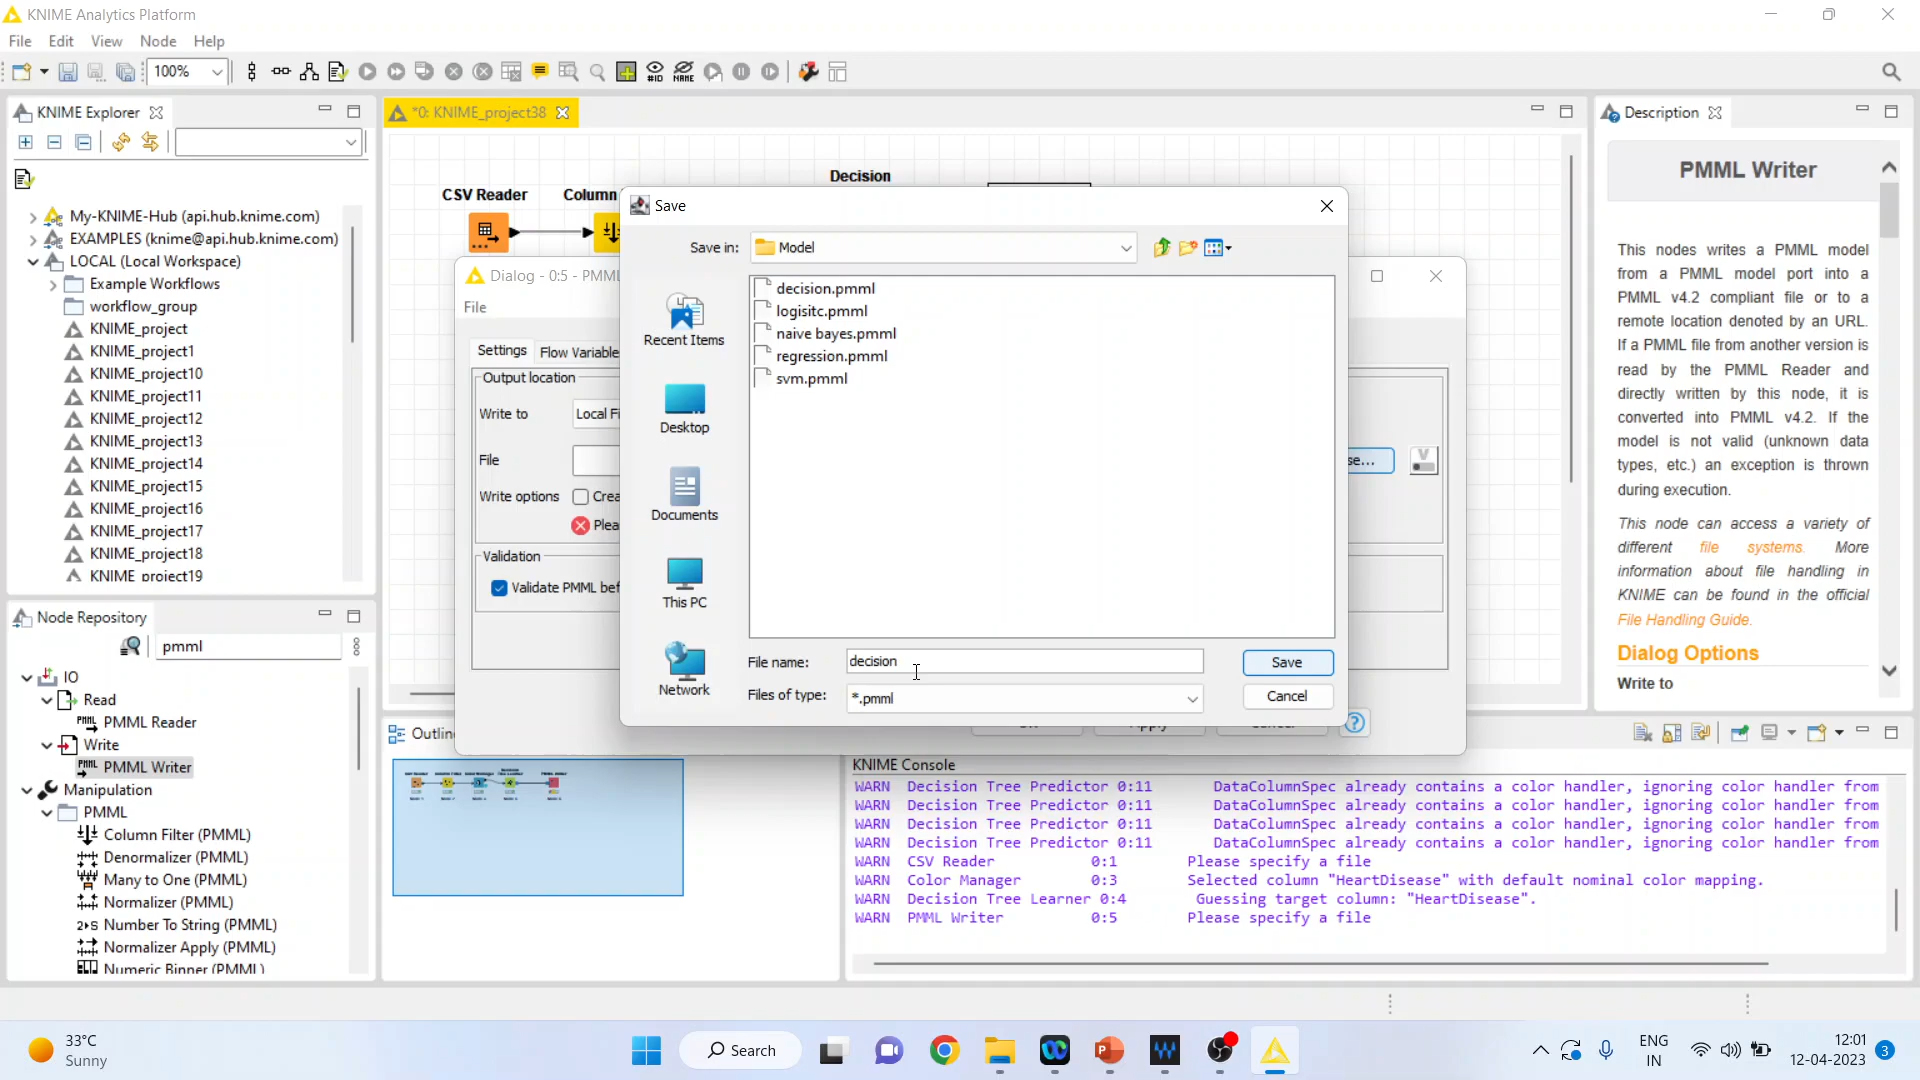 KNIME Analytics Platform
File Edit View Node Help
100%
KNIME Explorer
My-KNIME-Hub (api.hub.knime.com)
EXAMPLES (knime@api.hub.knime.com)
LOCAL (Local Workspace)
Example Workflows
workflow_group
KNIME_project
KNIME_project1
KNIME_project10
KNIME_project11
KNIME_project12
KNIME_project13
KNIME_project14
KNIME_project15
KNIME_project16
KNIME_project17
KNIME_project18
KNIME_project19
Node Repository
pmml
IO
Read
PMML Reader
Write
PMML Writer
Manipulation
PMML
Column Filter (PMML)
Denormalizer (PMML)
Many to One (PMML)
Normalizer (PMML)
Number To String (PMML)
Normalizer Apply (PMML)
Numeric Binner (PMML)
*0: KNIME_project38
Decision
CSV Reader
Column
Dialog - 0:5 - PMML
File
Settings
Flow Variable
Output location
Write to
Local Fi
File
Write options
Crea
Plea
Validation
Validate PMML bef
se...
Save
Save in:
Model
Recent Items
Desktop
Documents
This PC
Network
decision.pmml
logisitc.pmml
naive bayes.pmml
regression.pmml
svm.pmml
File name:
decision
Save
Files of type:
*.pmml
Cancel
Description
PMML Writer
This nodes writes a PMML model
from a PMML model port into a
PMML v4.2 compliant file or to a
remote location denoted by an URL.
If a PMML file from another version is
read by the PMML Reader and
directly written by this node, it is
converted into PMML v4.2. If the
model is not valid (unknown data
types, etc.) an exception is thrown
during execution.
This node can access a variety of
different file systems. More
information about file handling in
KNIME can be found in the official
File Handling Guide.
Dialog Options
Write to
Outlin
KNIME Console
WARN Decision Tree Predictor 0:11 DataColumnSpec already contains a color handler, ignoring color handler from
WARN Decision Tree Predictor 0:11 DataColumnSpec already contains a color handler, ignoring color handler from
WARN Decision Tree Predictor 0:11 DataColumnSpec already contains a color handler, ignoring color handler from
WARN Decision Tree Predictor 0:11 DataColumnSpec already contains a color handler, ignoring color handler from
WARN CSV Reader 0:1 Please specify a file
WARN Color Manager 0:3 Selected column "HeartDisease" with default nominal color mapping.
WARN Decision Tree Learner 0:4 Guessing target column: "HeartDisease".
WARN PMML Writer 0:5 Please specify a file
33°C
Sunny
Search
ENG
IN
12:01
12-04-2023
3